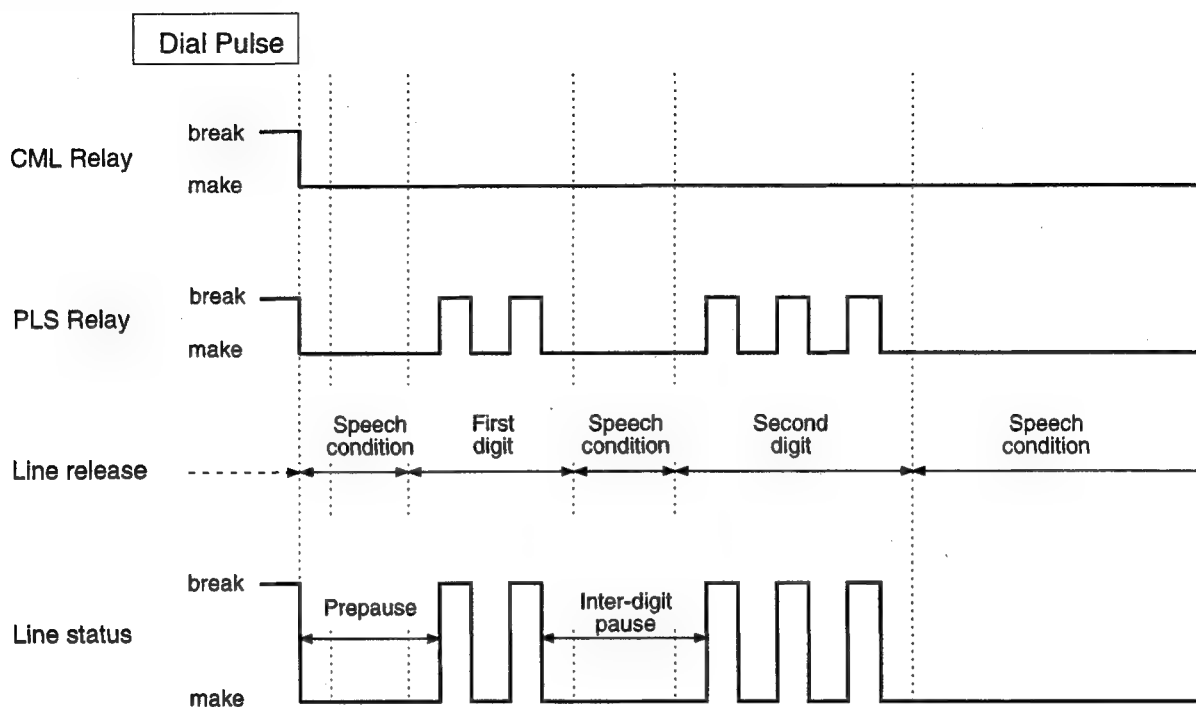 Dial Pulse
break
CML Relay
make
break
PLS Relay
make
Speech
condition
First
digit
Speech
condition
Second
digit
Speech
condition
Line release
break
Prepause
Inter-digit
pause
Line status
make